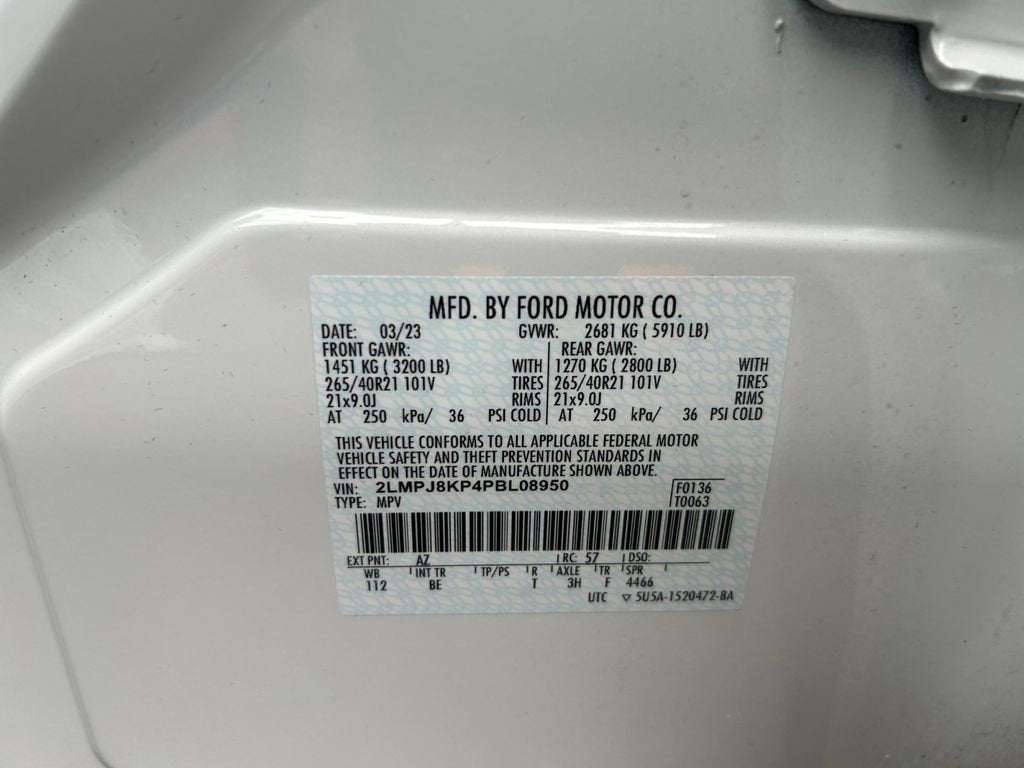 MFD. BY FORD MOTOR CO.
DATE: 03/23 GVWR: 2681 KG ( 5910 LB)
FRONT GAWR: REAR GAWR:
1451 KG ( 3200 LB) WITH 1270 KG ( 2800 LB) WITH
265/40R21 101V TIRES 265/40R21 101V TIRES
21x9.0J RIMS 21x9.0J RIMS
AT 250 kPa/ 36 PSI COLD AT 250 kPa/ 36 PSI COLD
THIS VEHICLE CONFORMS TO ALL APPLICABLE FEDERAL MOTOR
VEHICLE SAFETY AND THEFT PREVENTION STANDARDS IN
EFFECT ON THE DATE OF MANUFACTURE SHOWN ABOVE.
VIN: 2LMPJ8KP4PBL08950 F0136
TYPE: MPV T0063
EXT PNT: AZ RC: 57 DSO:
WB INT TR TP/PS R AXLE TR SPR
112 BE T 3H F 4466
UTC ▽ 5U5A-1520472-BA